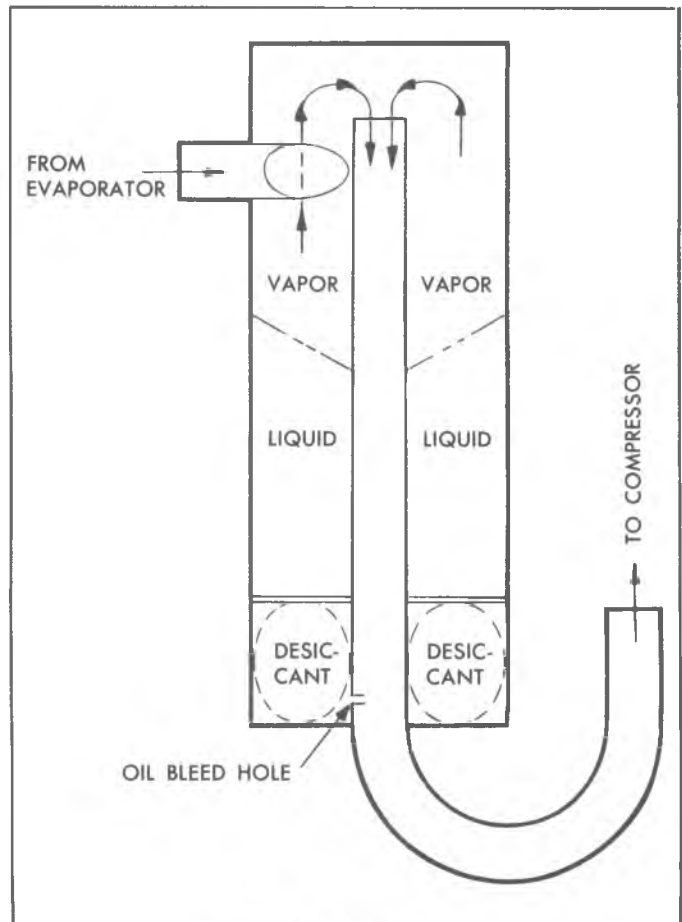 FROM
EVAPORATOR
VAPOR
VAPOR
LIQUID
LIQUID
TO COMPRESSOR
DESIC-
CANT
DESIC-
CANT
OIL BLEED HOLE